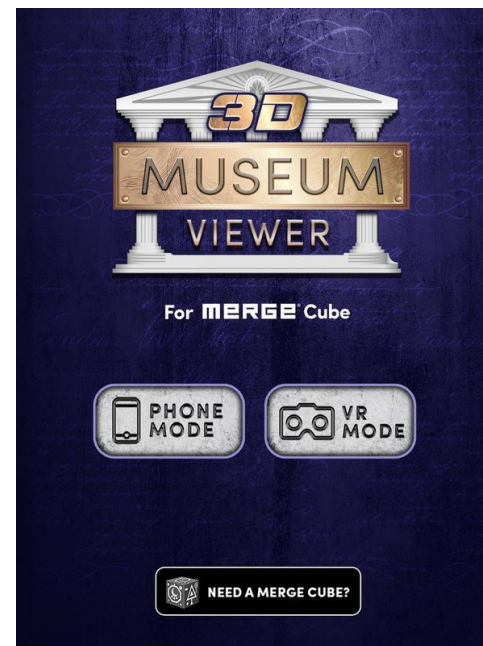 3D
MUSEUM
VIEWER
For MERGE® Cube
PHONE
MODE
VR
MODE
NEED A MERGE CUBE?